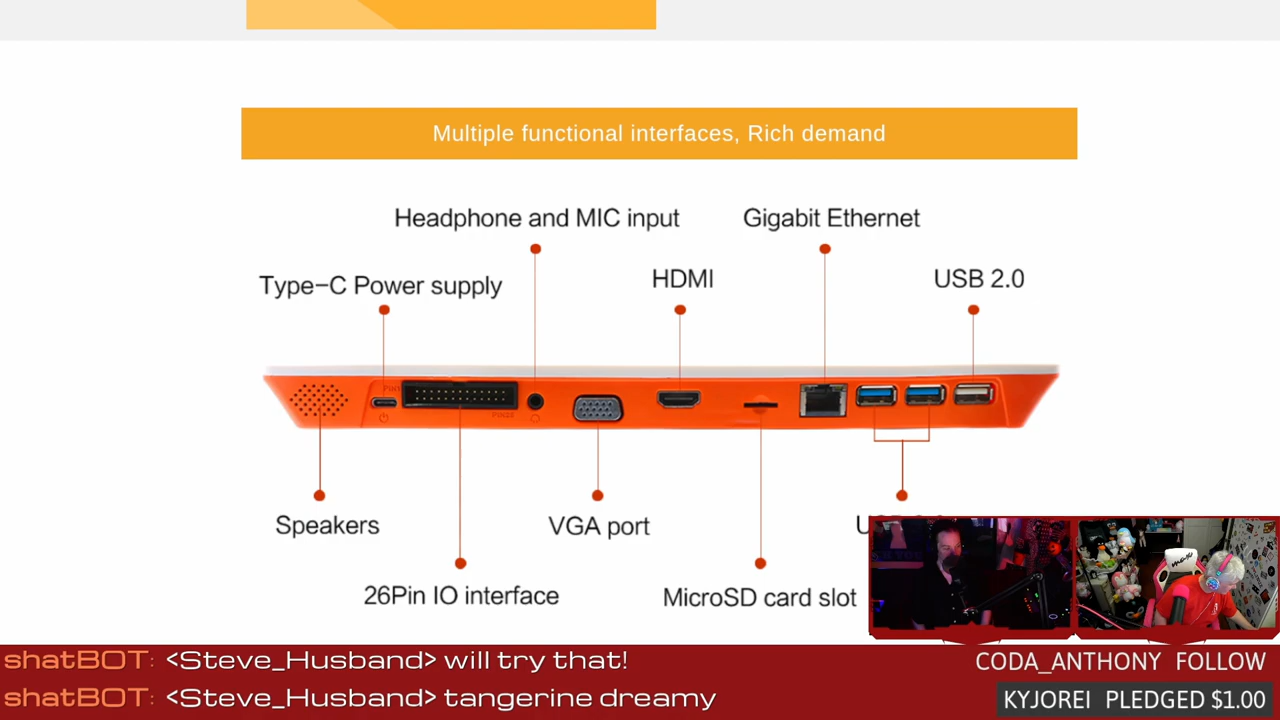 Multiple functional interfaces, Rich demand
Headphone and MIC input
Gigabit Ethernet
Type-C Power supply
HDMI
USB 2.0
Speakers
VGA port
26Pin IO interface
MicroSD card slot
shatBOT: <Steve_Husband> will try that!
shatBOT: <Steve_Husband> tangerine dreamy
CODA_ANTHONY FOLLOW
KYJOREI PLEDGED $1.00